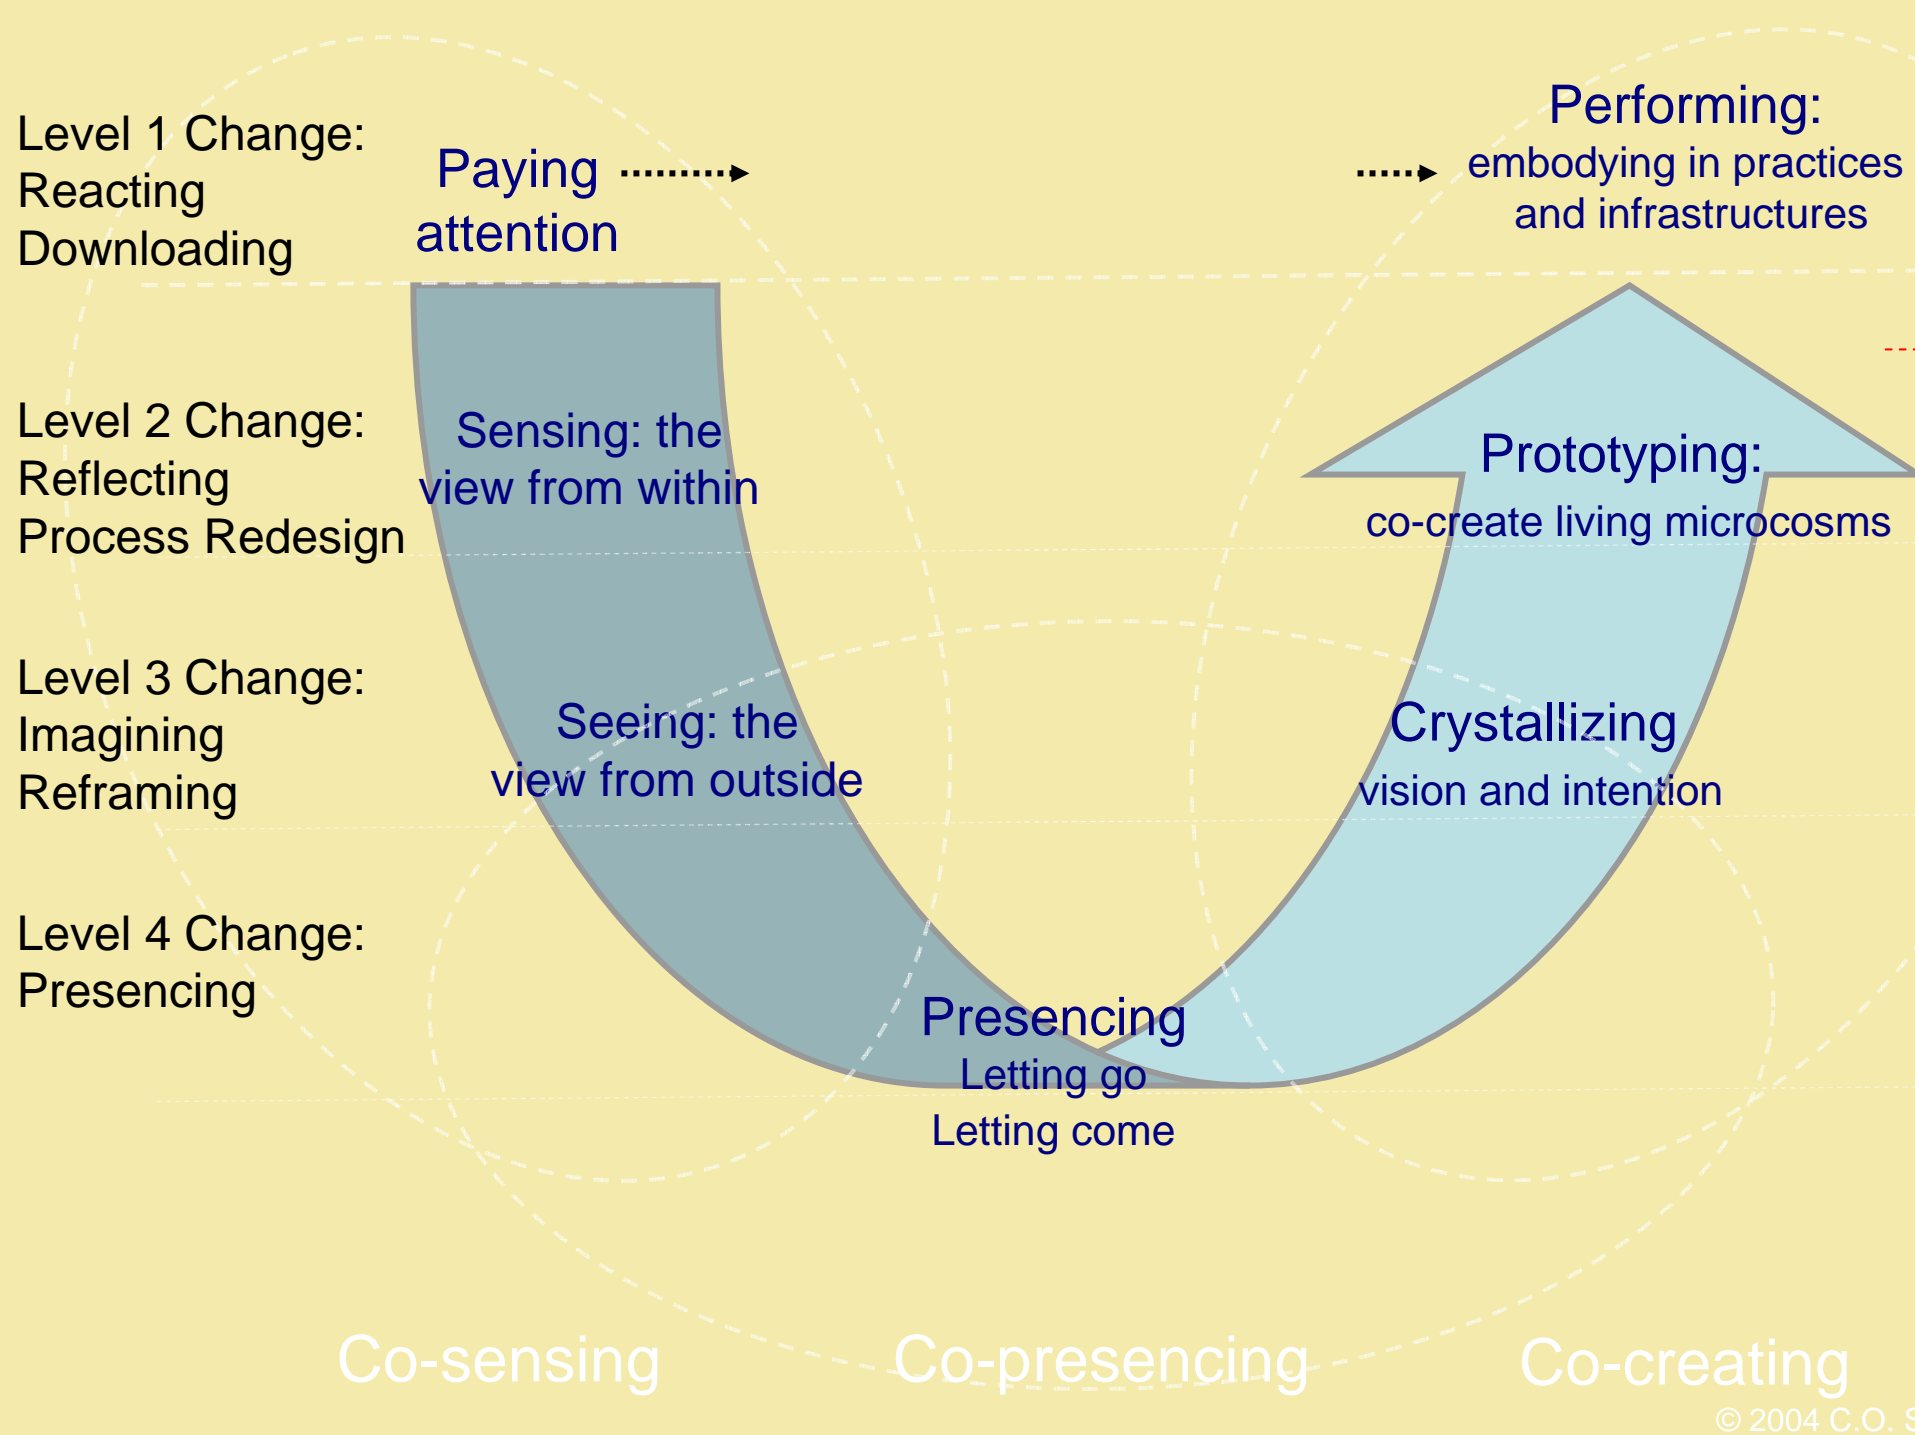 Level 1 Change:
Reacting
Downloading
Paying
attention
Performing:
embodying in practices
and infrastructures
Level 2 Change:
Reflecting
Process Redesign
Sensing: the
view from within
Prototyping:
co-create living microcosms
Level 3 Change:
Imagining
Reframing
Seeing: the
view from outside
Crystallizing
vision and intention
Level 4 Change:
Presencing
Presencing
Letting go
Letting come
Co-sensing
Co-presencing
Co-creating
© 2004 C.O.